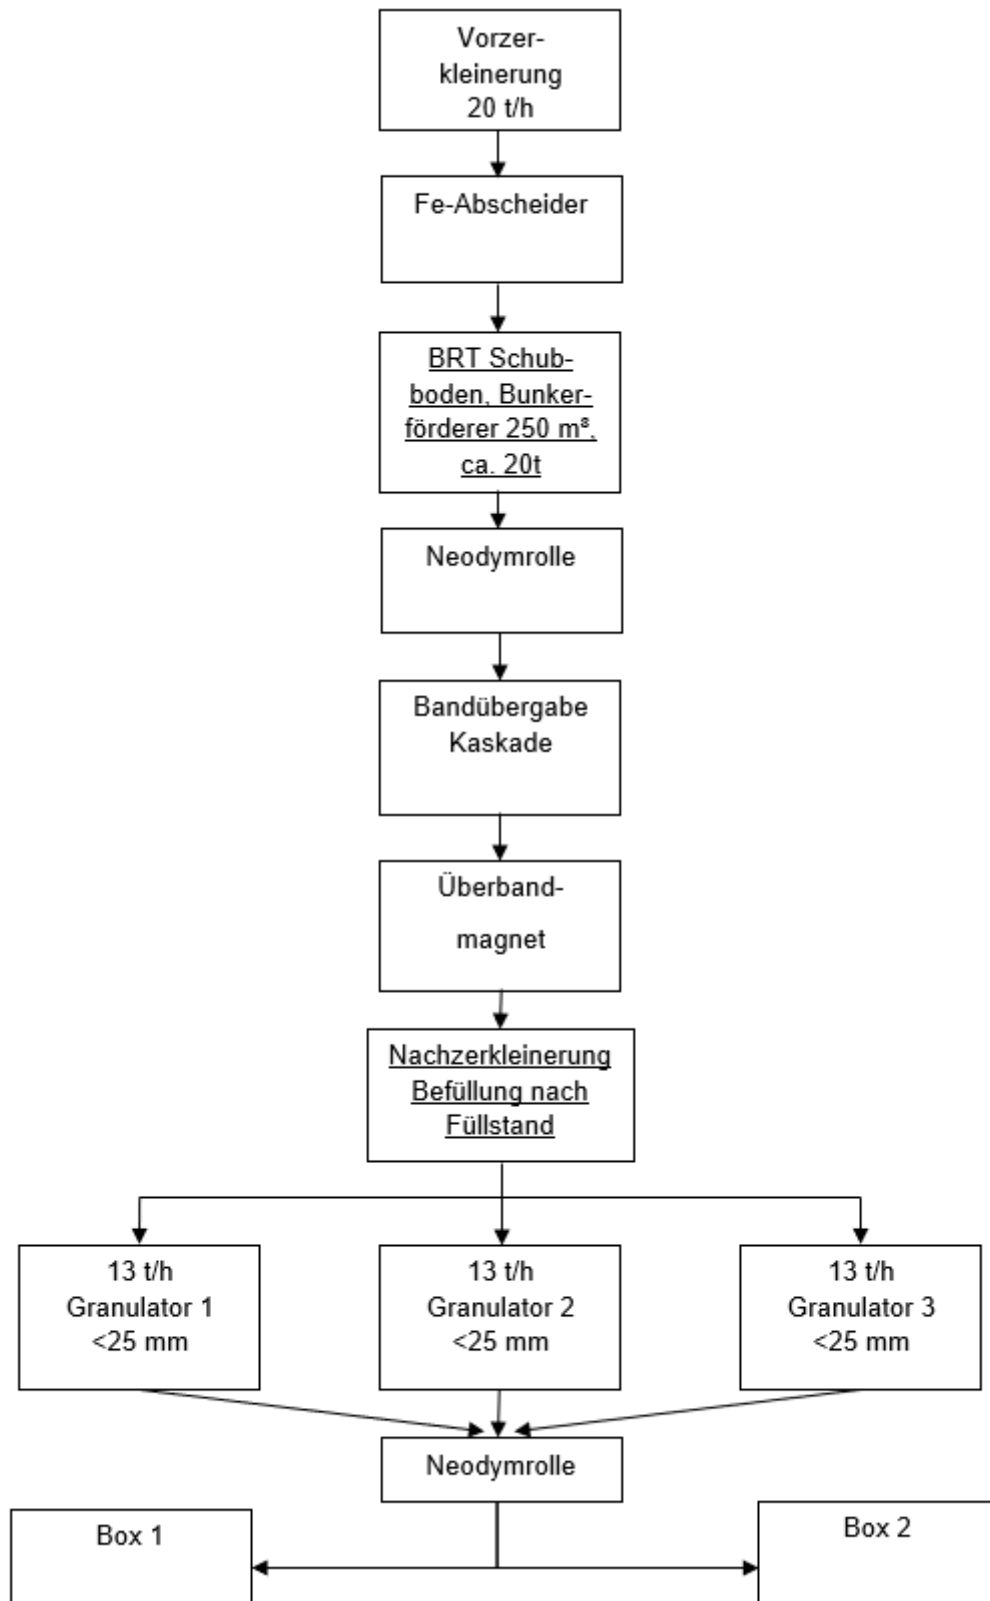 Vorzer-
kleinerung
20 t/h
Fe-Abscheider
BRT Schub-
boden, Bunker-
förderer 250 m³,
ca. 20t
Neodymrolle
Bandübergabe
Kaskade
Überband-
magnet
Nachzerkleinerung
Befüllung nach
Füllstand
13 t/h
Granulator 1
<25 mm
13 t/h
Granulator 2
<25 mm
13 t/h
Granulator 3
<25 mm
Neodymrolle
Box 1
Box 2